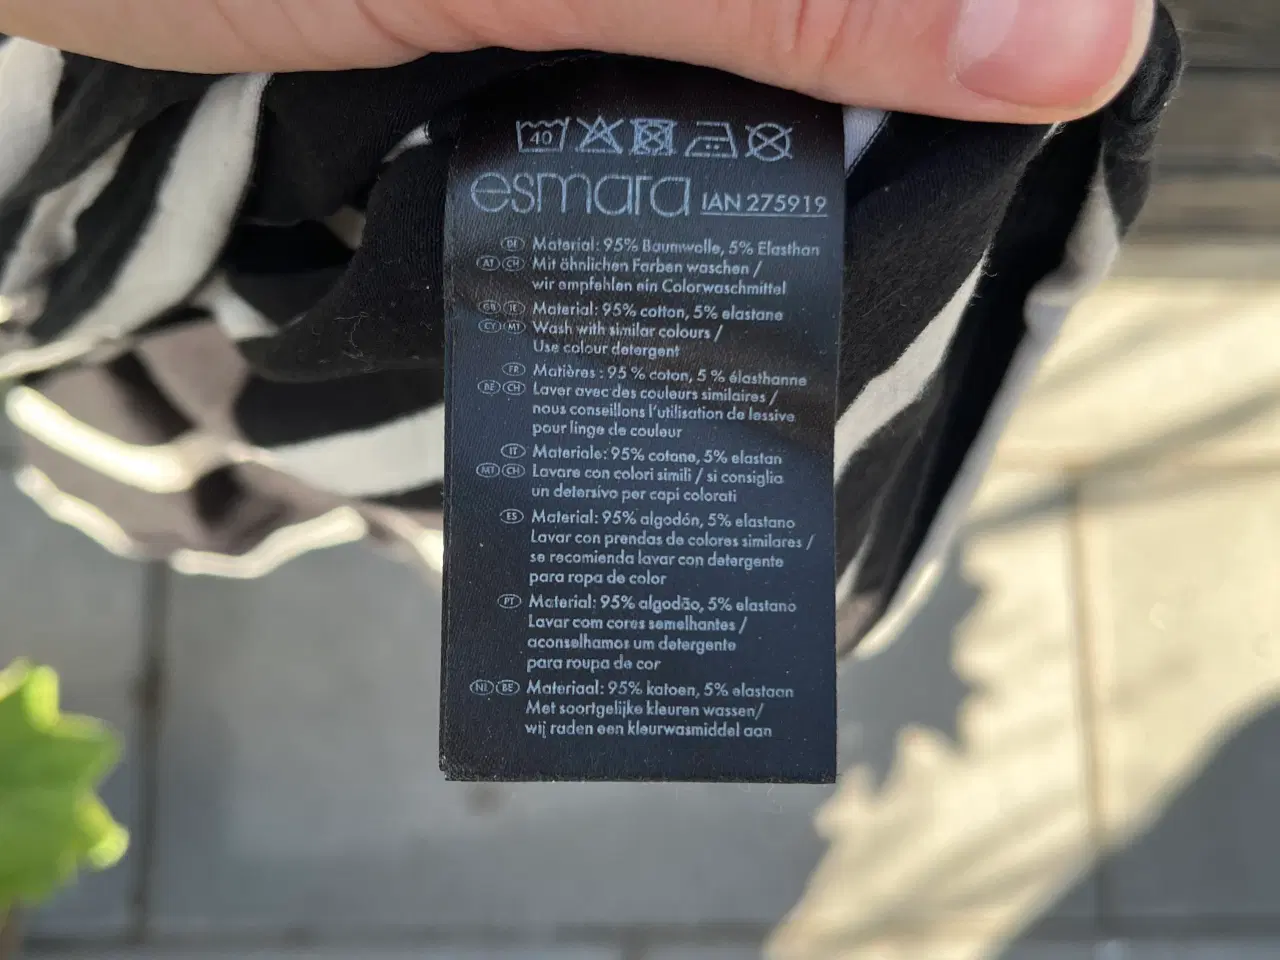 40
esmara IAN 275919
DE Material: 95% Baumwolle, 5% Elasthan
AT CH Mit ähnlichen Farben waschen /
wir empfehlen ein Colorwaschmittel
GB IE Material: 95% cotton, 5% elastane
CY MT Wash with similar colours /
Use colour detergent
FR Matières : 95 % coton, 5 % élasthanne
BE CH Laver avec des couleurs similaires /
nous conseillons l'utilisation de lessive
pour linge de couleur
IT Materiale: 95% cotone, 5% elastan
MT CH Lavare con colori simili / si consiglia
un detersivo per capi colorati
ES Material: 95% algodón, 5% elastano
Lavar con prendas de colores similares /
se recomienda lavar con detergente
para ropa de color
PT Material: 95% algodão, 5% elastano
Lavar com cores semelhantes /
aconselhamos um detergente
para roupa de cor
NL BE Materiaal: 95% katoen, 5% elastaan
Met soortgelijke kleuren wassen/
wij raden een kleurwasmiddel aan